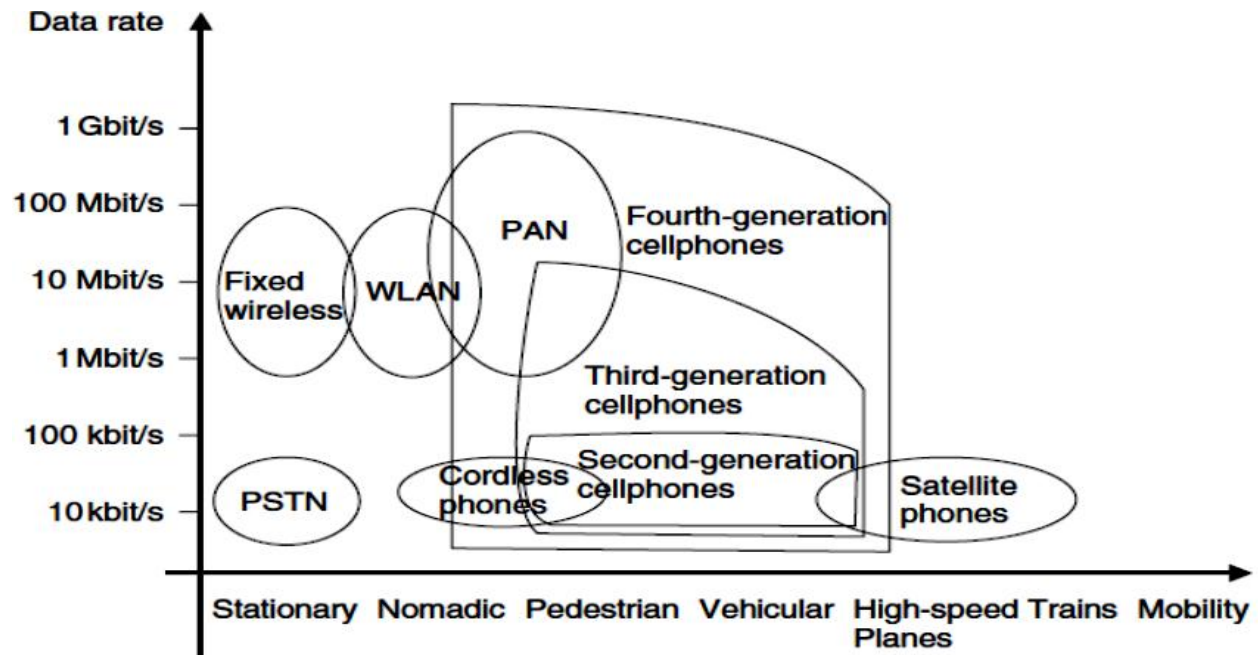 Data rate
1 Gbit/s
100 Mbit/s
10 Mbit/s
1 Mbit/s
100 kbit/s
10 kbit/s
Fixed
wireless
WLAN
PAN
Fourth-generation
cellphones
Third-generation
cellphones
Second-generation
cellphones
Cordless
phones
PSTN
Satellite
phones
Stationary Nomadic Pedestrian Vehicular High-speed Trains Mobility
Planes